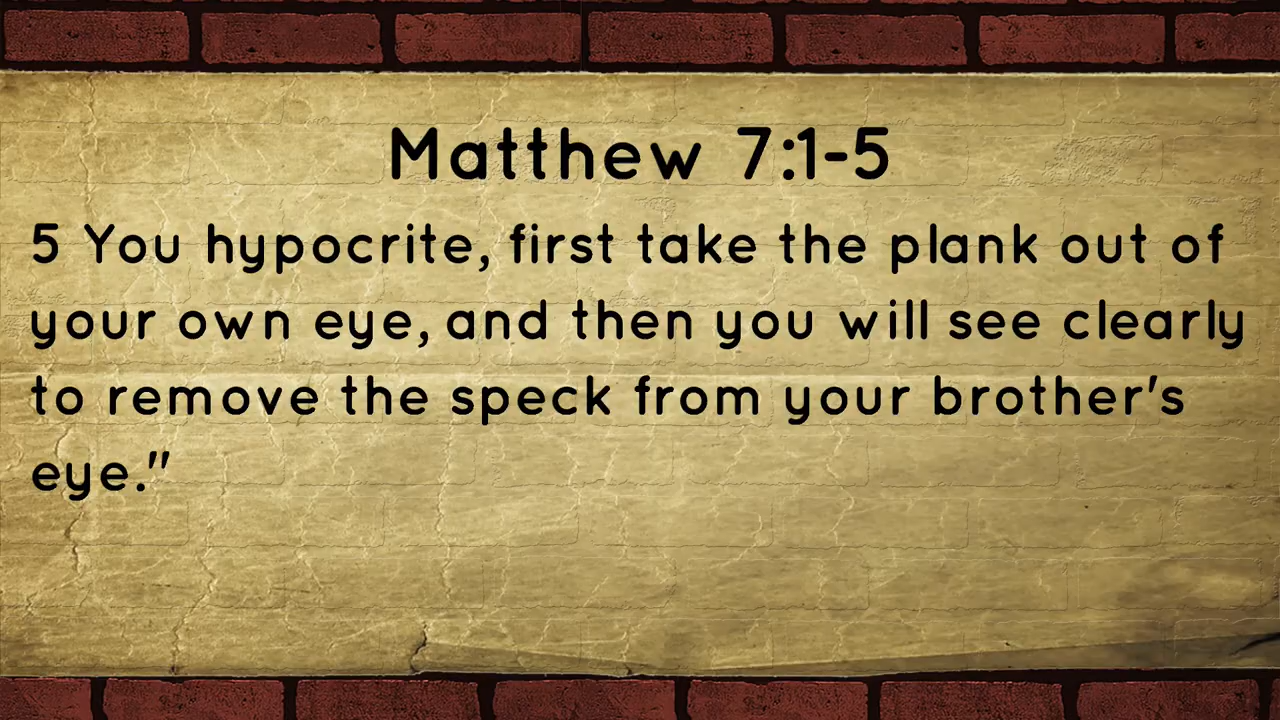 Matthew 7:1-5
5 You hypocrite, first take the plank out of
your own eye, and then you will see clearly
to remove the speck from your brother's
eye."